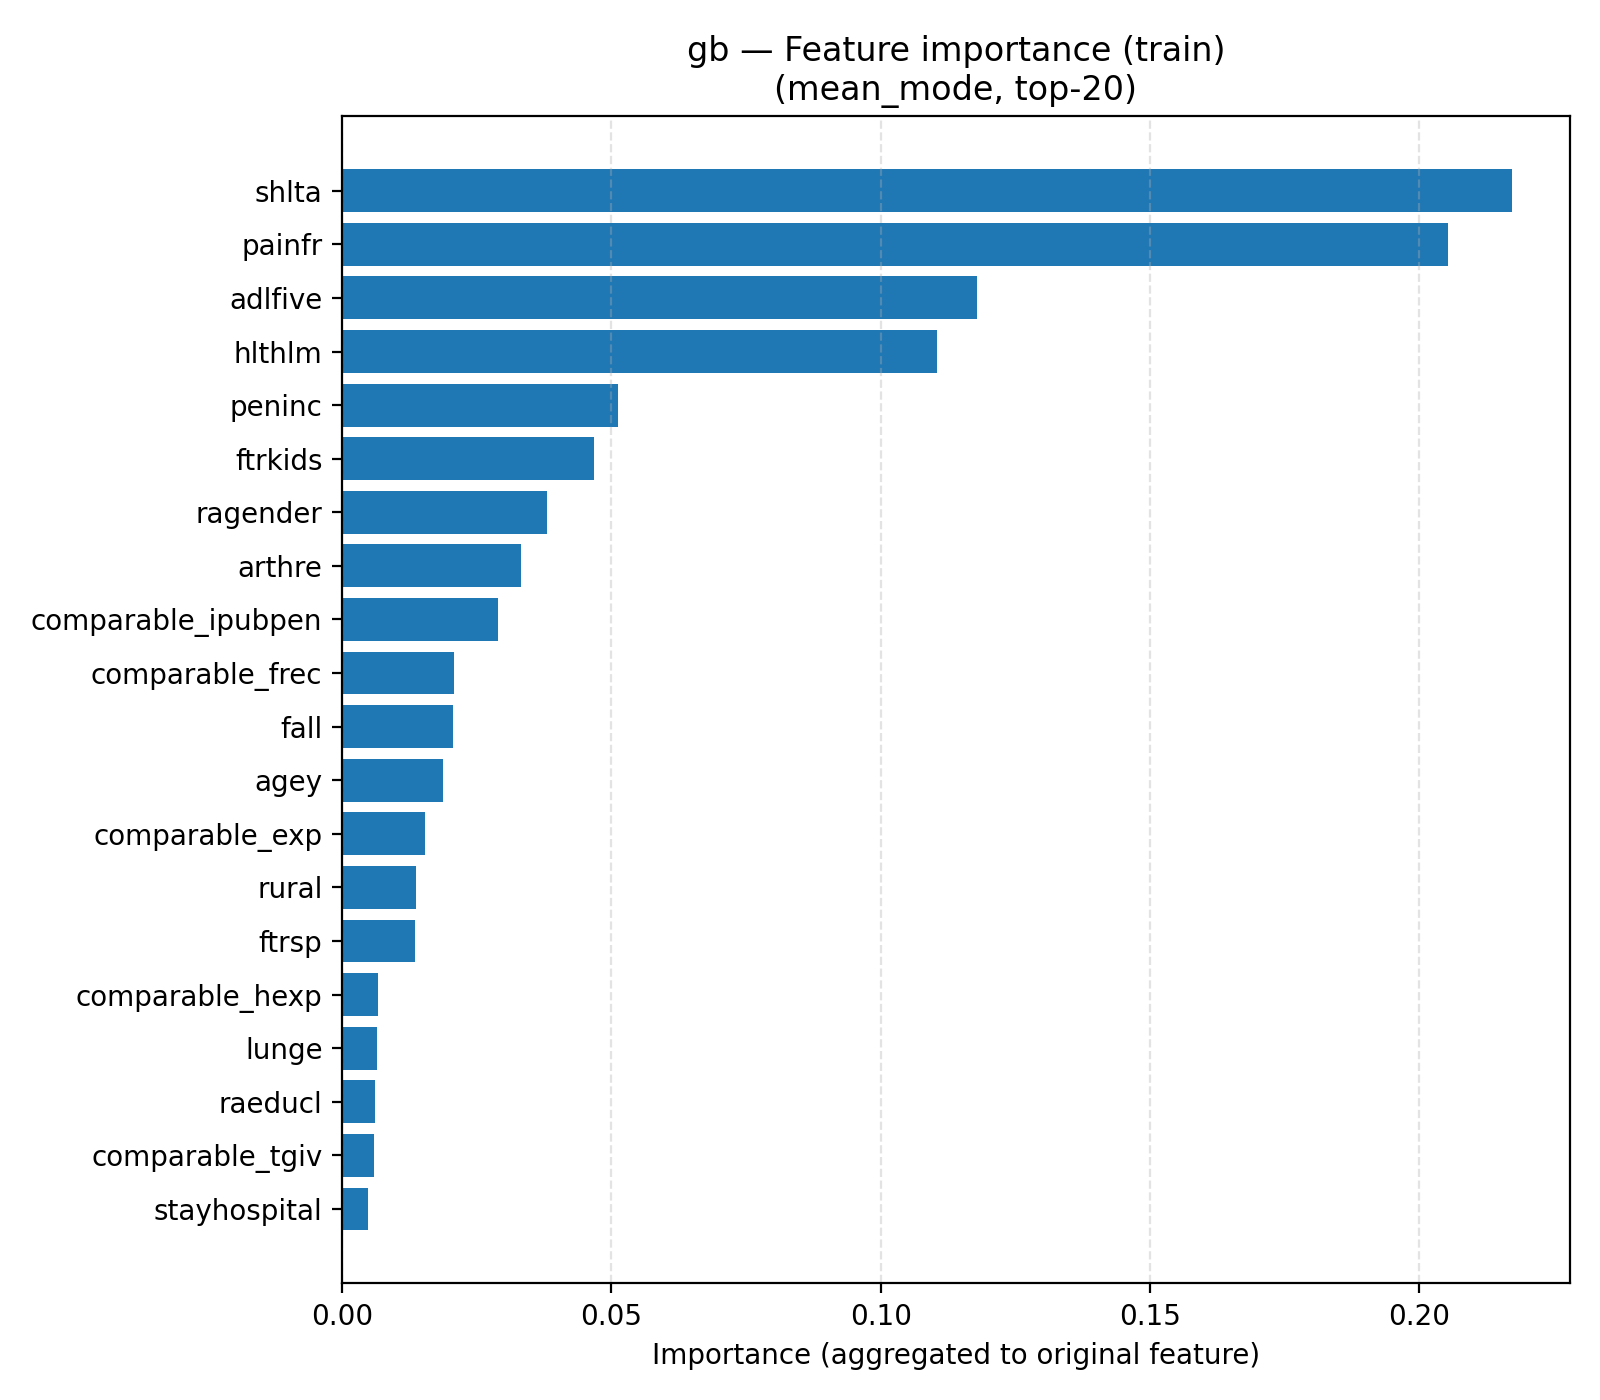 gb — Feature importance (train)
(mean_mode, top-20)
shlta
painfr
adlfive
hlthlm
peninc
ftrkids
ragender
arthre
comparable_ipubpen
comparable_frec
fall
agey
comparable_exp
rural
ftrsp
comparable_hexp
lunge
raeducl
comparable_tgiv
stayhospital
0.00 0.05 0.10 0.15 0.20
Importance (aggregated to original feature)